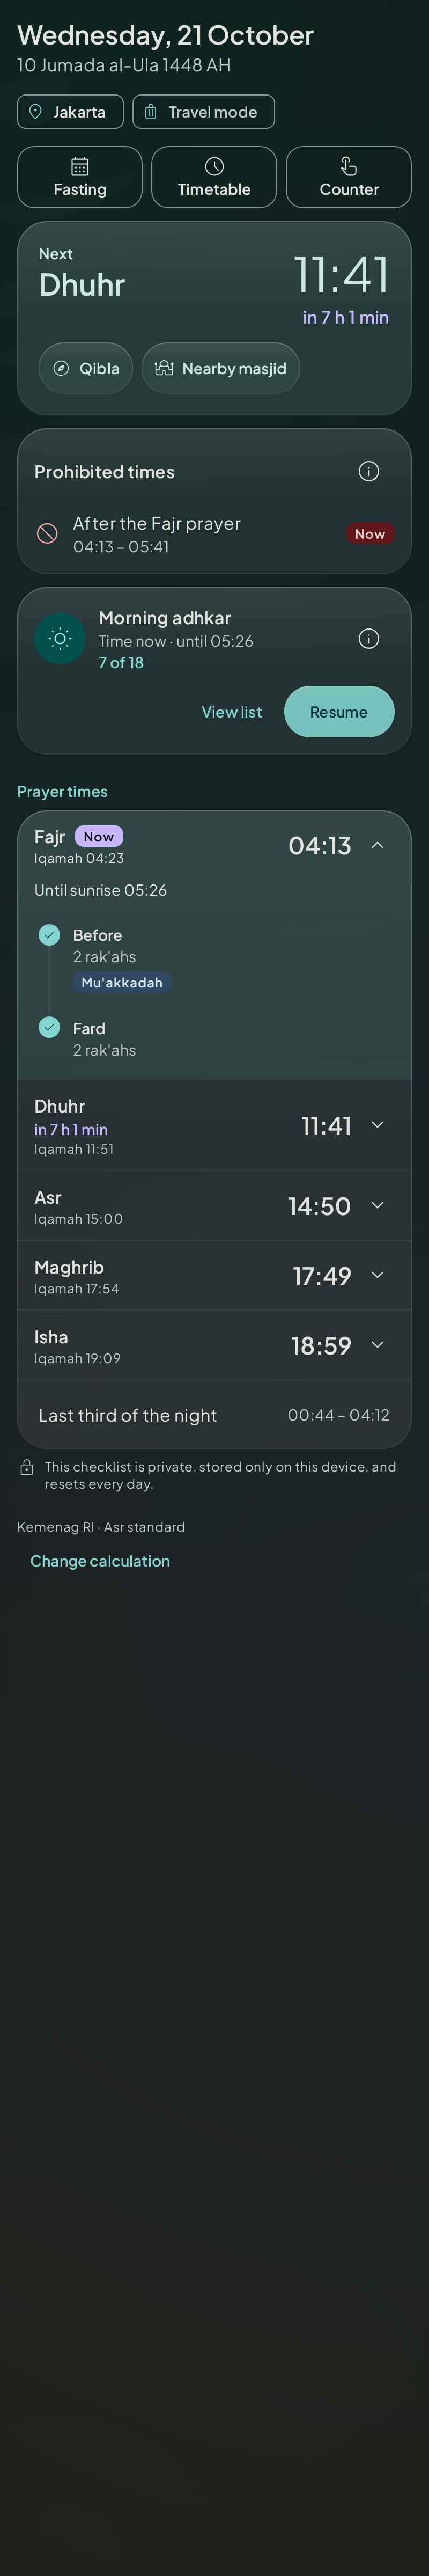 Wednesday, 21 October
10 Jumada al-Ula 1448 AH
Jakarta
Travel mode
Fasting
Timetable
Counter
Next
Dhuhr
11:41
in 7 h 1 min
Qibla
Nearby masjid
Prohibited times
After the Fajr prayer
04:13 – 05:41
Now
Morning adhkar
Time now · until 05:26
7 of 18
View list
Resume
Prayer times
Fajr
Now
Iqamah 04:23
04:13
Until sunrise 05:26
Before
2 rak'ahs
Mu'akkadah
Fard
2 rak'ahs
Dhuhr
in 7 h 1 min
Iqamah 11:51
11:41
Asr
Iqamah 15:00
14:50
Maghrib
Iqamah 17:54
17:49
Isha
Iqamah 19:09
18:59
Last third of the night
00:44 – 04:12
This checklist is private, stored only on this device, and
resets every day.
Kemenag RI · Asr standard
Change calculation